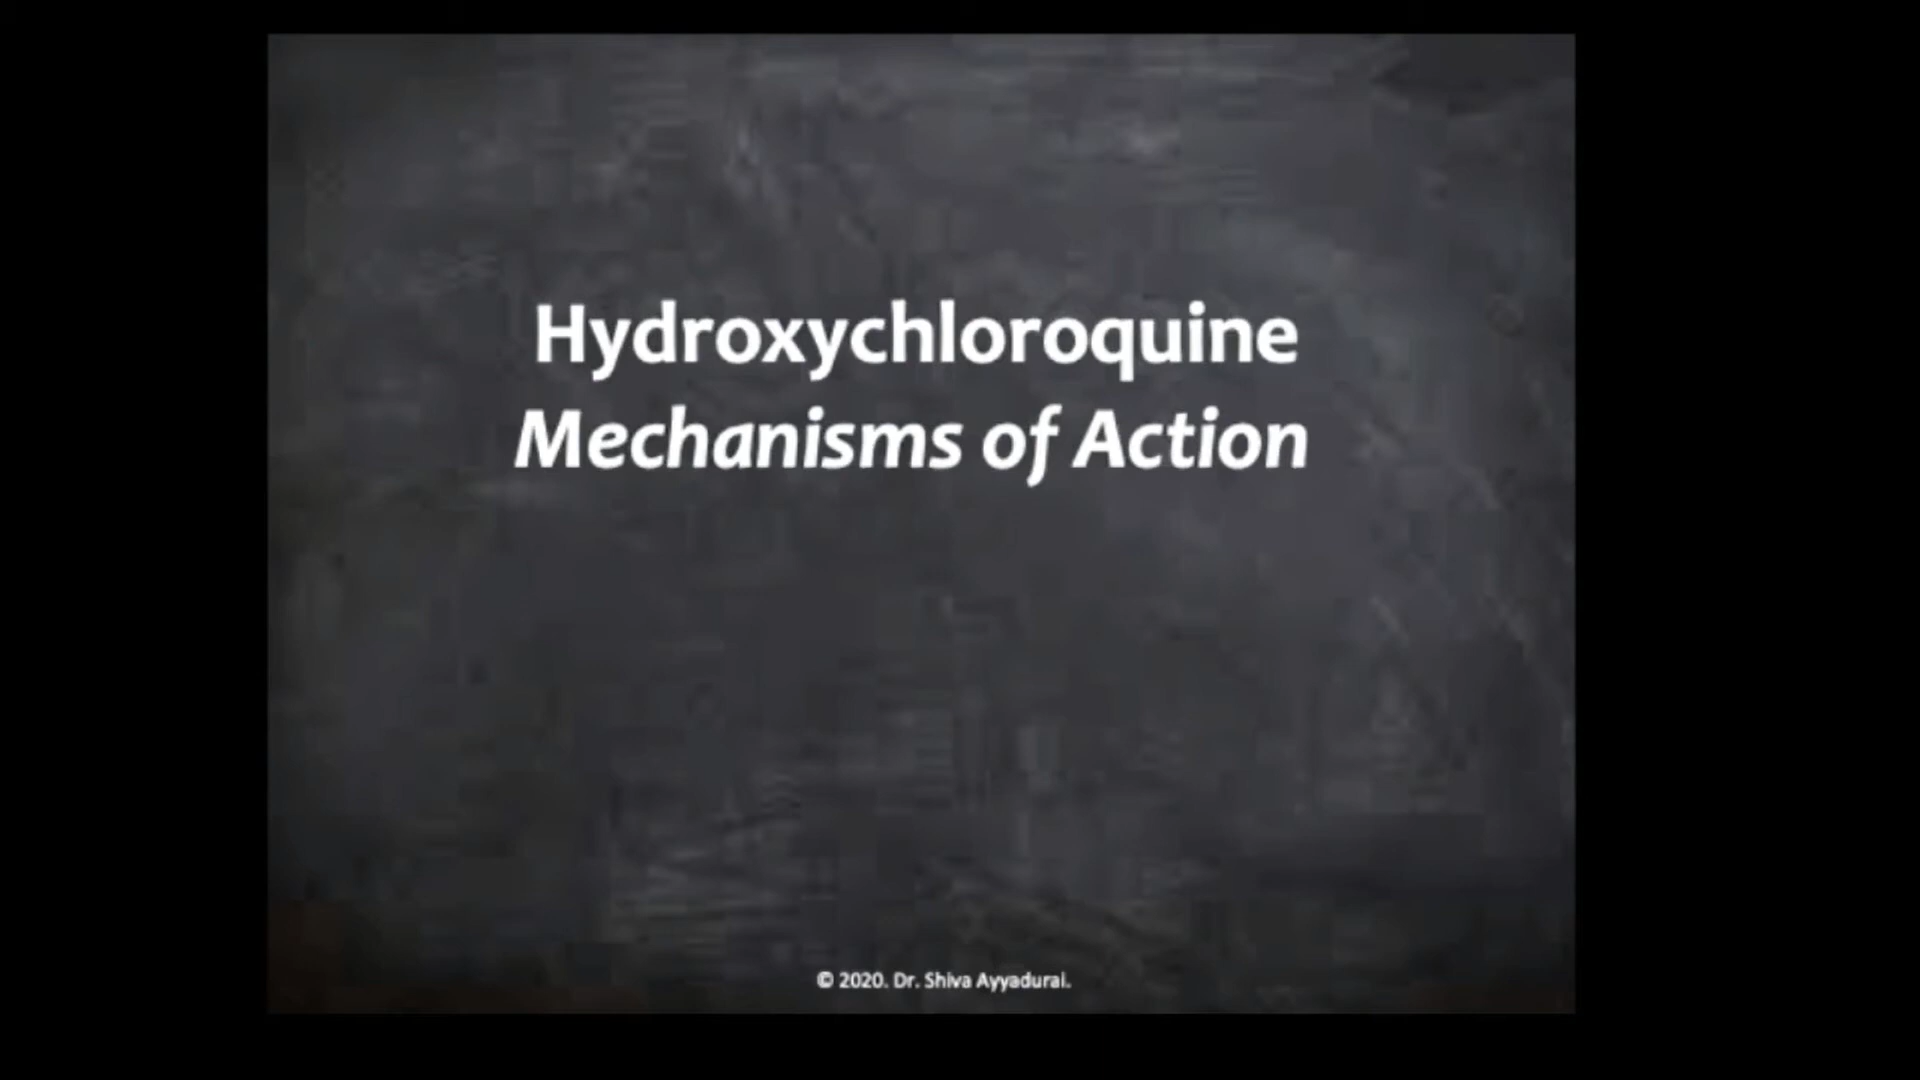 Hydroxychloroquine
Mechanisms of Action
© 2020. Dr. Shiva Ayyadurai.